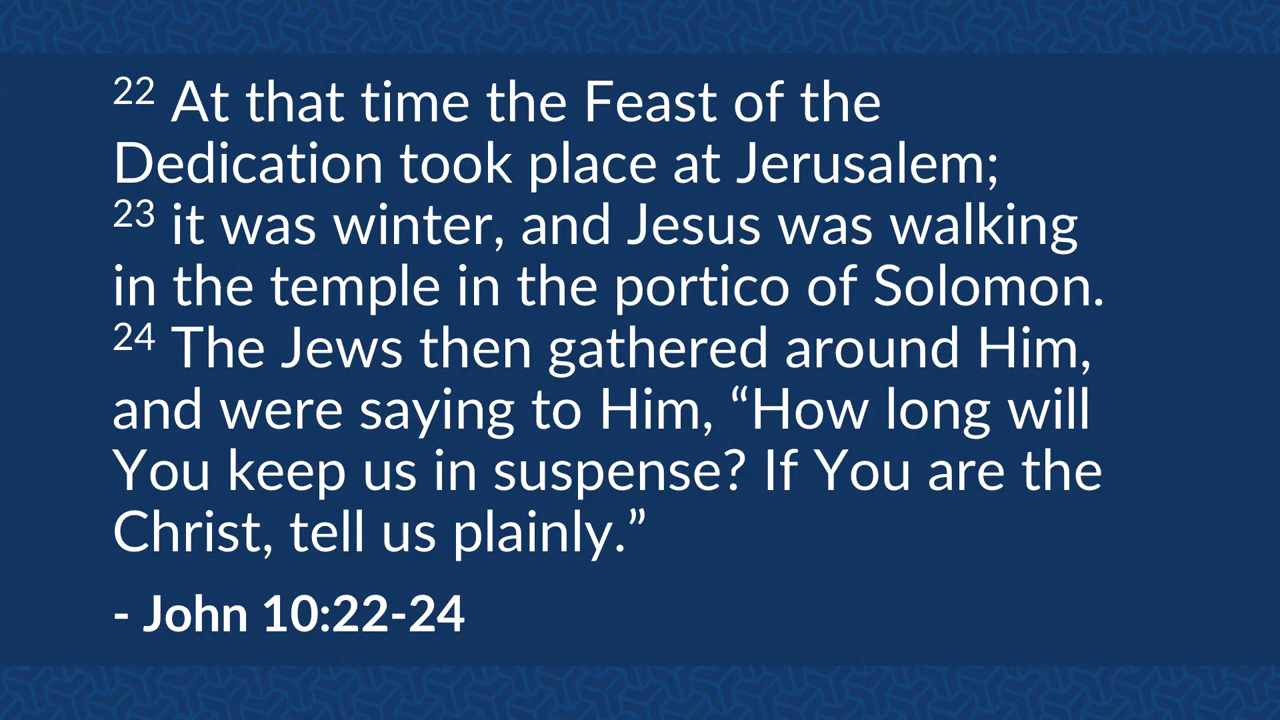 22 At that time the Feast of the
Dedication took place at Jerusalem;
23 it was winter, and Jesus was walking
in the temple in the portico of Solomon.
24 The Jews then gathered around Him,
and were saying to Him, “How long will
You keep us in suspense? If You are the
Christ, tell us plainly.”
- John 10:22-24